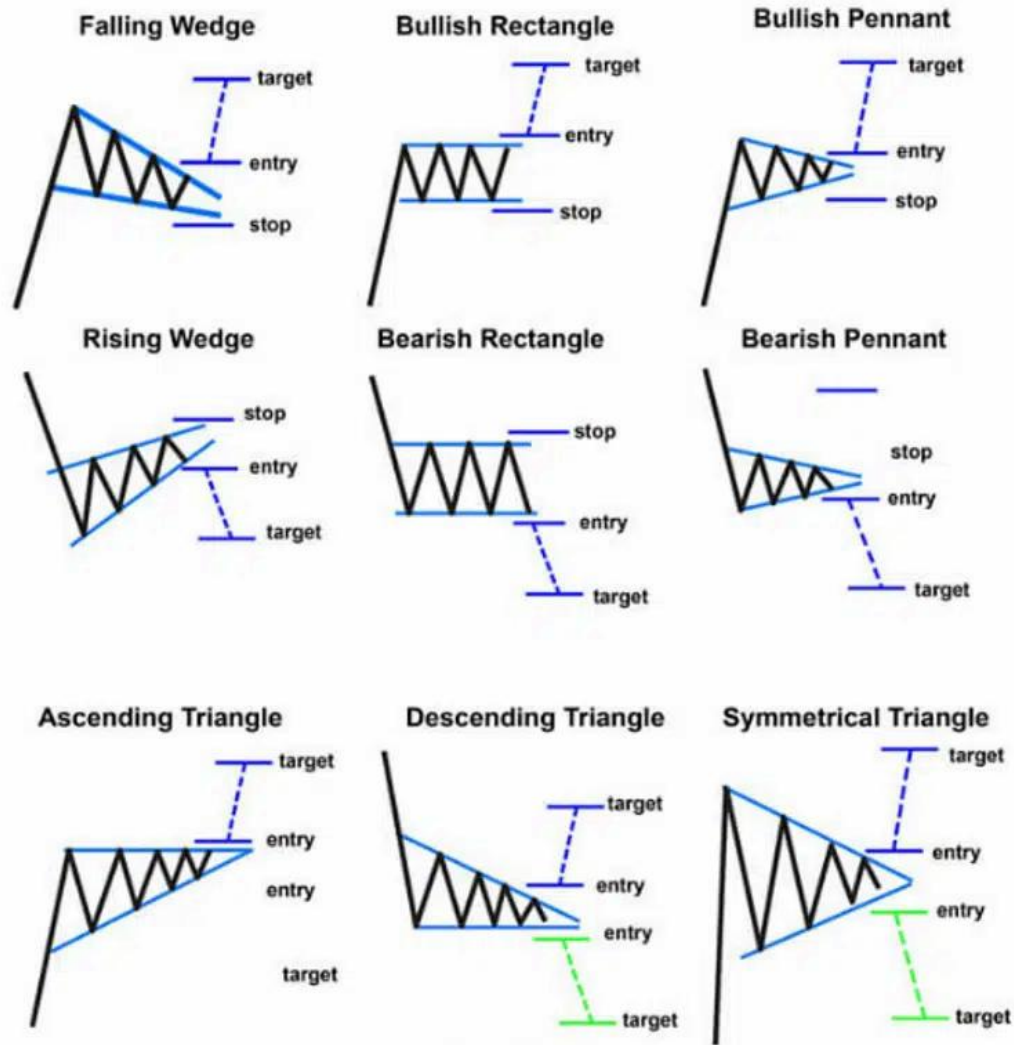 Falling Wedge
target
entry
stop
Bullish Rectangle
target
entry
stop
Bullish Pennant
target
entry
stop
Rising Wedge
stop
entry
target
Bearish Rectangle
stop
entry
target
Bearish Pennant
stop
entry
target
Ascending Triangle
target
entry
entry
target
Descending Triangle
target
entry
entry
target
Symmetrical Triangle
target
entry
entry
target